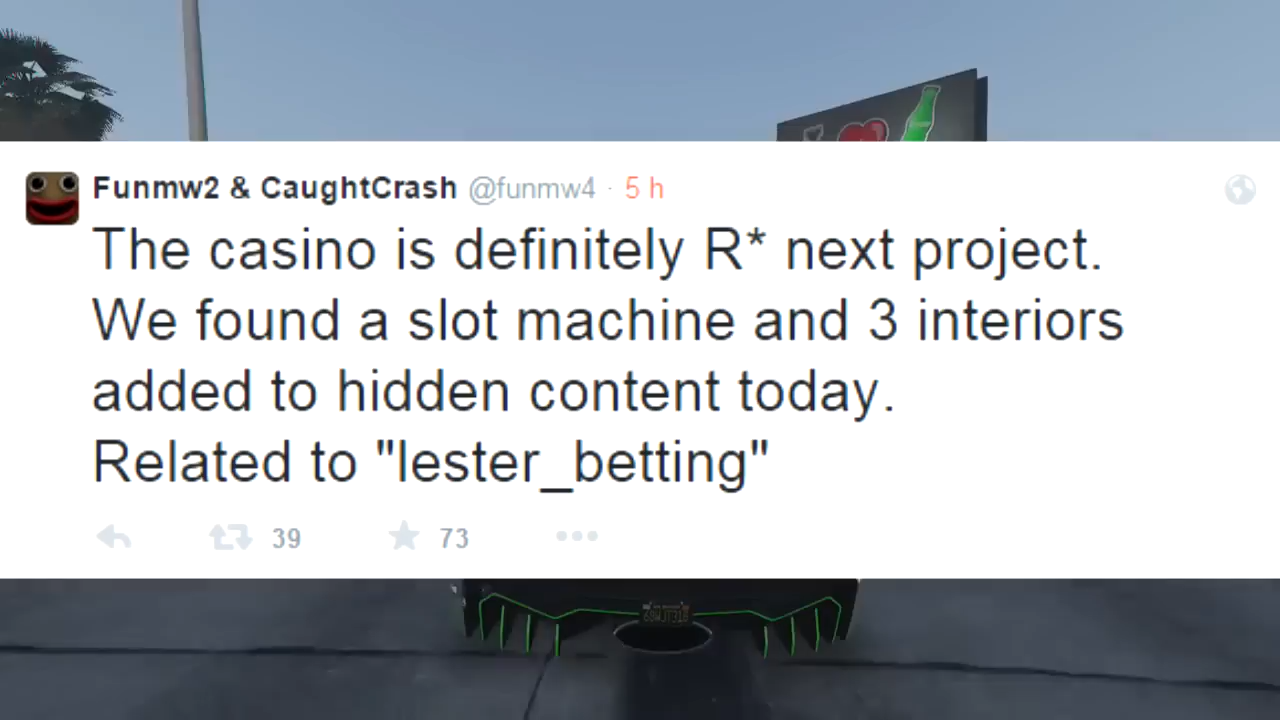 Funmw2 & CaughtCrash @funmw4 · 5 h
The casino is definitely R* next project.
We found a slot machine and 3 interiors
added to hidden content today.
Related to "lester_betting"
39 73